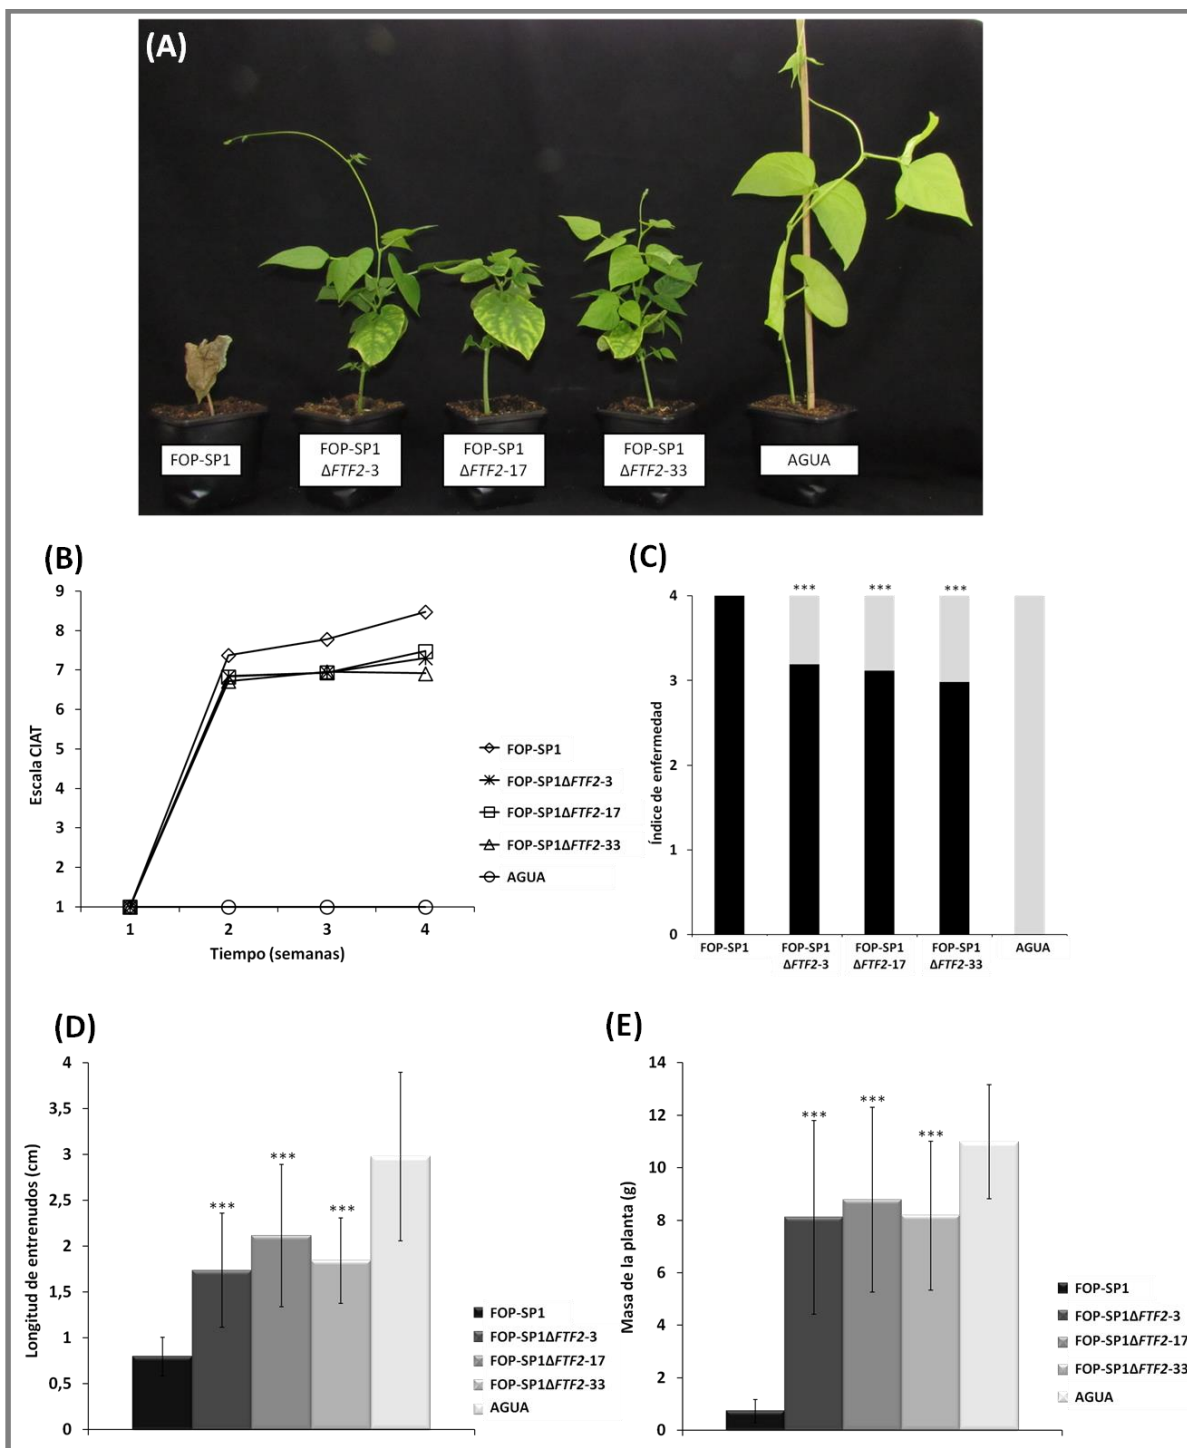 (A)
FOP-SP1
FOP-SP1
ΔFTF2-3
FOP-SP1
ΔFTF2-17
FOP-SP1
ΔFTF2-33
AGUA
(B)
Escala CIAT
9
8
7
6
5
4
3
2
1
1
2
3
4
Tiempo (semanas)
FOP-SP1
FOP-SP1ΔFTF2-3
FOP-SP1ΔFTF2-17
FOP-SP1ΔFTF2-33
AGUA
(C)
Índice de enfermedad
4
3
2
1
0
***
***
***
FOP-SP1
FOP-SP1
ΔFTF2-3
FOP-SP1
ΔFTF2-17
FOP-SP1
ΔFTF2-33
AGUA
(D)
Longitud de entrenudos (cm)
4
3,5
3
2,5
2
1,5
1
0,5
0
***
***
***
FOP-SP1
FOP-SP1ΔFTF2-3
FOP-SP1ΔFTF2-17
FOP-SP1ΔFTF2-33
AGUA
(E)
Masa de la planta (g)
14
12
10
8
6
4
2
0
***
***
***
FOP-SP1
FOP-SP1ΔFTF2-3
FOP-SP1ΔFTF2-17
FOP-SP1ΔFTF2-33
AGUA